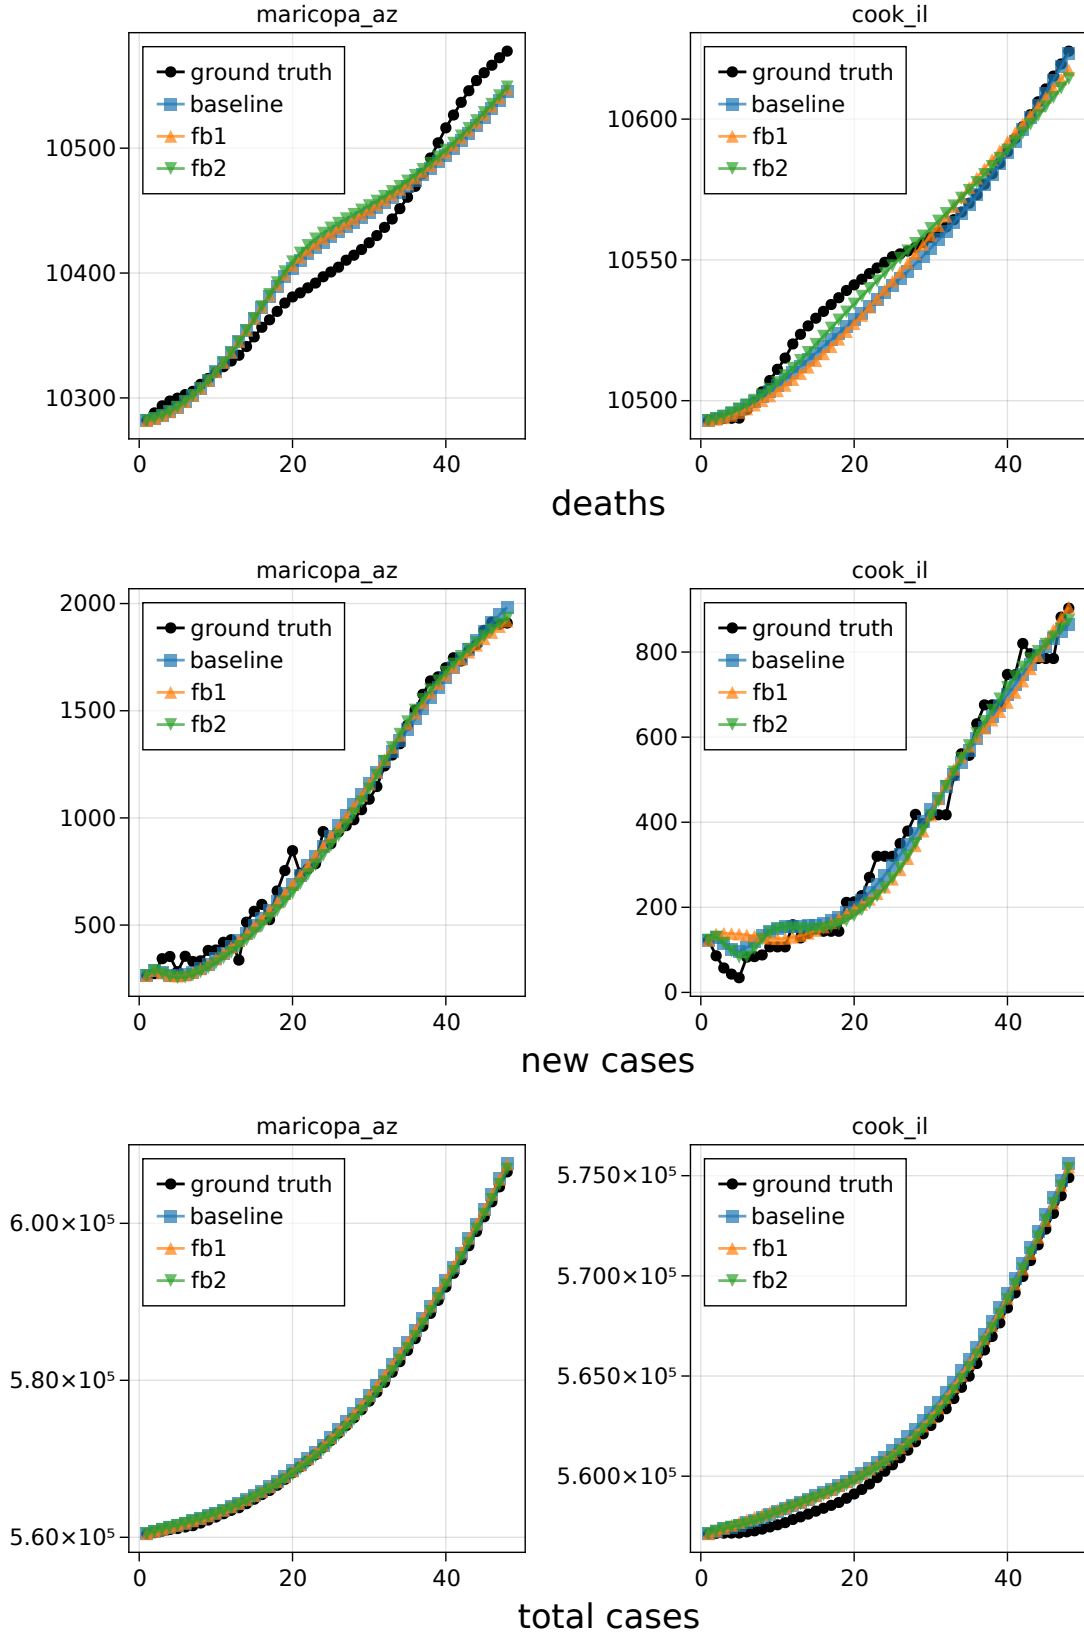 maricopa_az
cook_il
ground truth
baseline
fb1
fb2
10500
10400
10300
0
20
40
ground truth
baseline
fb1
fb2
10600
10550
10500
0
20
40
deaths
maricopa_az
cook_il
ground truth
baseline
fb1
fb2
2000
1500
1000
500
0
20
40
ground truth
baseline
fb1
fb2
800
600
400
200
0
0
20
40
new cases
maricopa_az
cook_il
ground truth
baseline
fb1
fb2
6.00×10⁵
5.80×10⁵
5.60×10⁵
0
20
40
ground truth
baseline
fb1
fb2
5.750×10⁵
5.700×10⁵
5.650×10⁵
5.600×10⁵
0
20
40
total cases